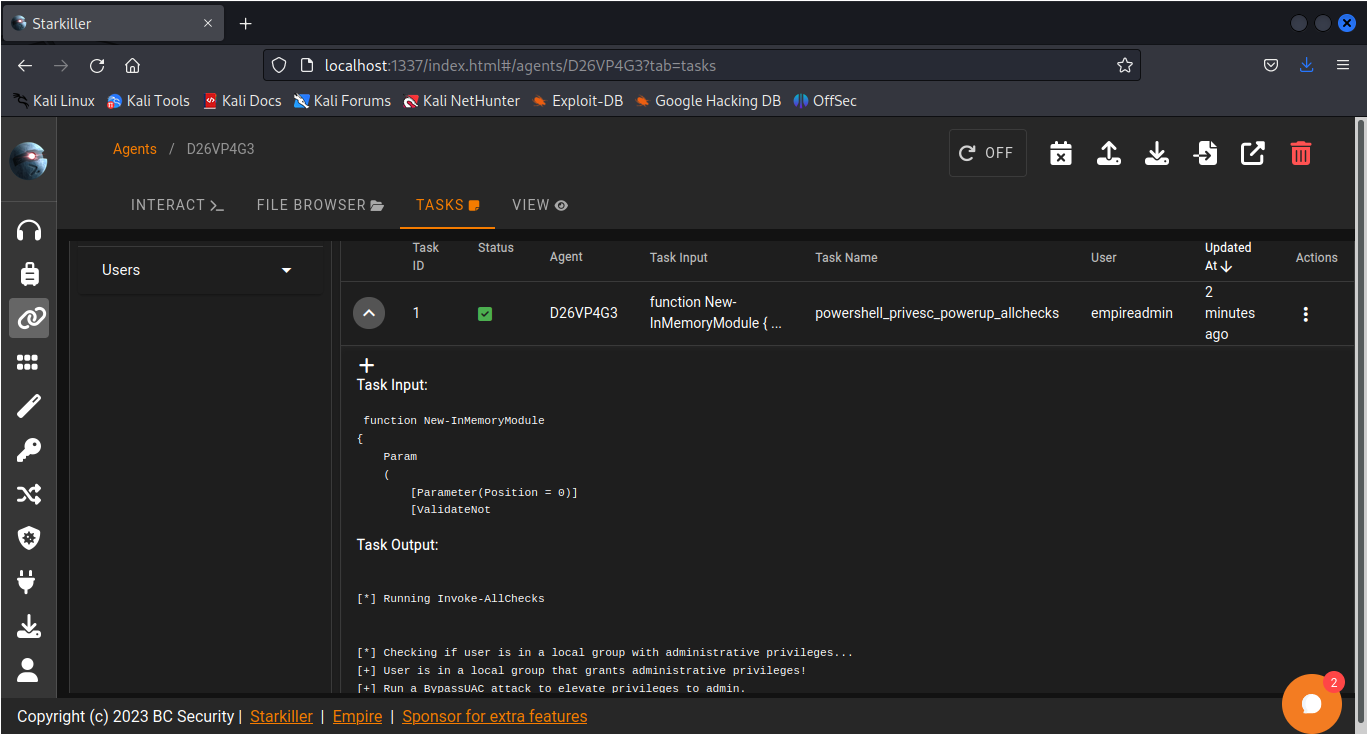 Starkiller
localhost:1337/index.html#/agents/D26VP4G3?tab=tasks
Kali Linux Kali Tools Kali Docs Kali Forums Kali NetHunter Exploit-DB Google Hacking DB OffSec
Agents / D26VP4G3
OFF
INTERACT FILE BROWSER TASKS VIEW
Users
Task ID Status Agent Task Input Task Name User Updated At Actions
1 D26VP4G3 function New-InMemoryModule { ... powershell_privesc_powerup_allchecks empireadmin 2 minutes ago
Task Input:
function New-InMemoryModule
{
Param
(
[Parameter(Position = 0)]
[ValidateNot
Task Output:
[*] Running Invoke-AllChecks
[*] Checking if user is in a local group with administrative privileges...
[+] User is in a local group that grants administrative privileges!
[+] Run a BypassUAC attack to elevate privileges to admin.
2
Copyright (c) 2023 BC Security | Starkiller | Empire | Sponsor for extra features